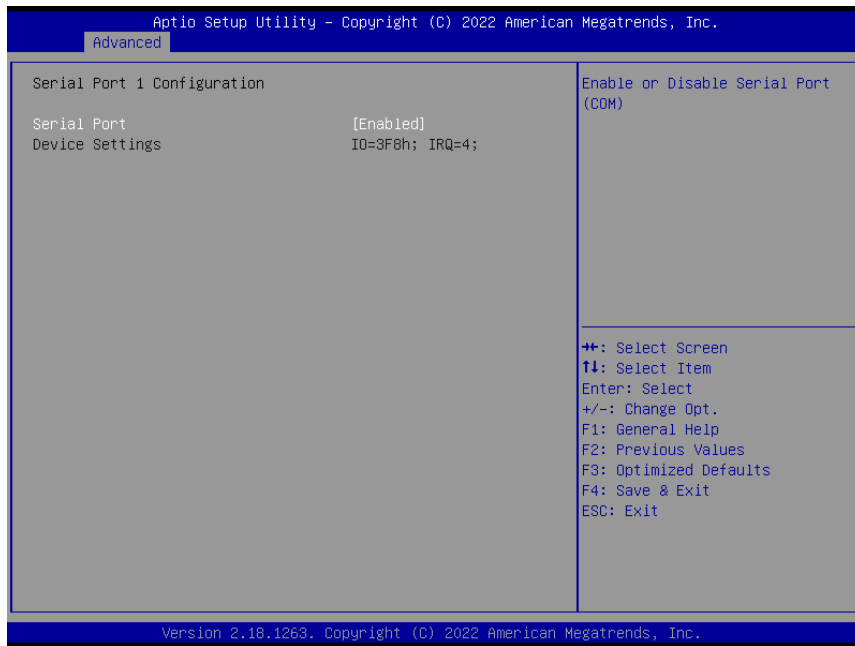 Aptio Setup Utility – Copyright (C) 2022 American Megatrends, Inc.
Advanced
Serial Port 1 Configuration
Serial Port [Enabled]
Device Settings IO=3F8h; IRQ=4;
Enable or Disable Serial Port
(COM)
→←: Select Screen
↑↓: Select Item
Enter: Select
+/-: Change Opt.
F1: General Help
F2: Previous Values
F3: Optimized Defaults
F4: Save & Exit
ESC: Exit
Version 2.18.1263. Copyright (C) 2022 American Megatrends, Inc.